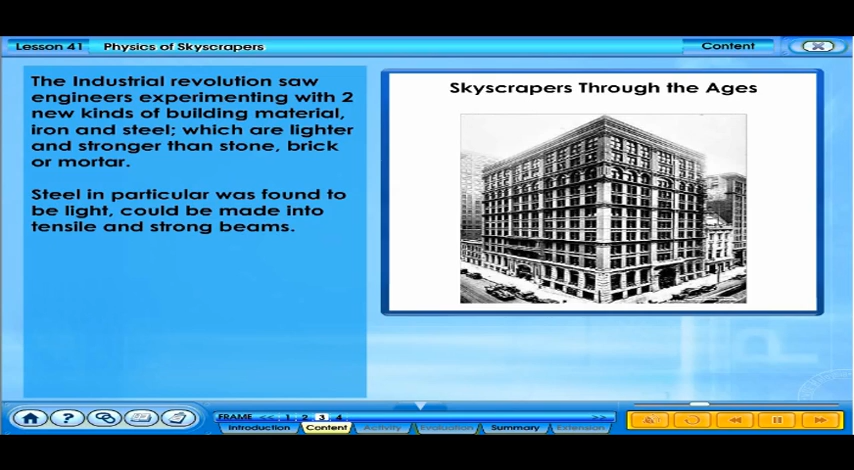 Lesson 41
Physics of Skyscrapers
Content
The Industrial revolution saw
engineers experimenting with 2
new kinds of building material,
iron and steel; which are lighter
and stronger than stone, brick
or mortar.
Steel in particular was found to
be light, could be made into
tensile and strong beams.
Skyscrapers Through the Ages
FRAME << 1 2 3 4 >>
Introduction
Content
Activity
Evaluation
Summary
Extension